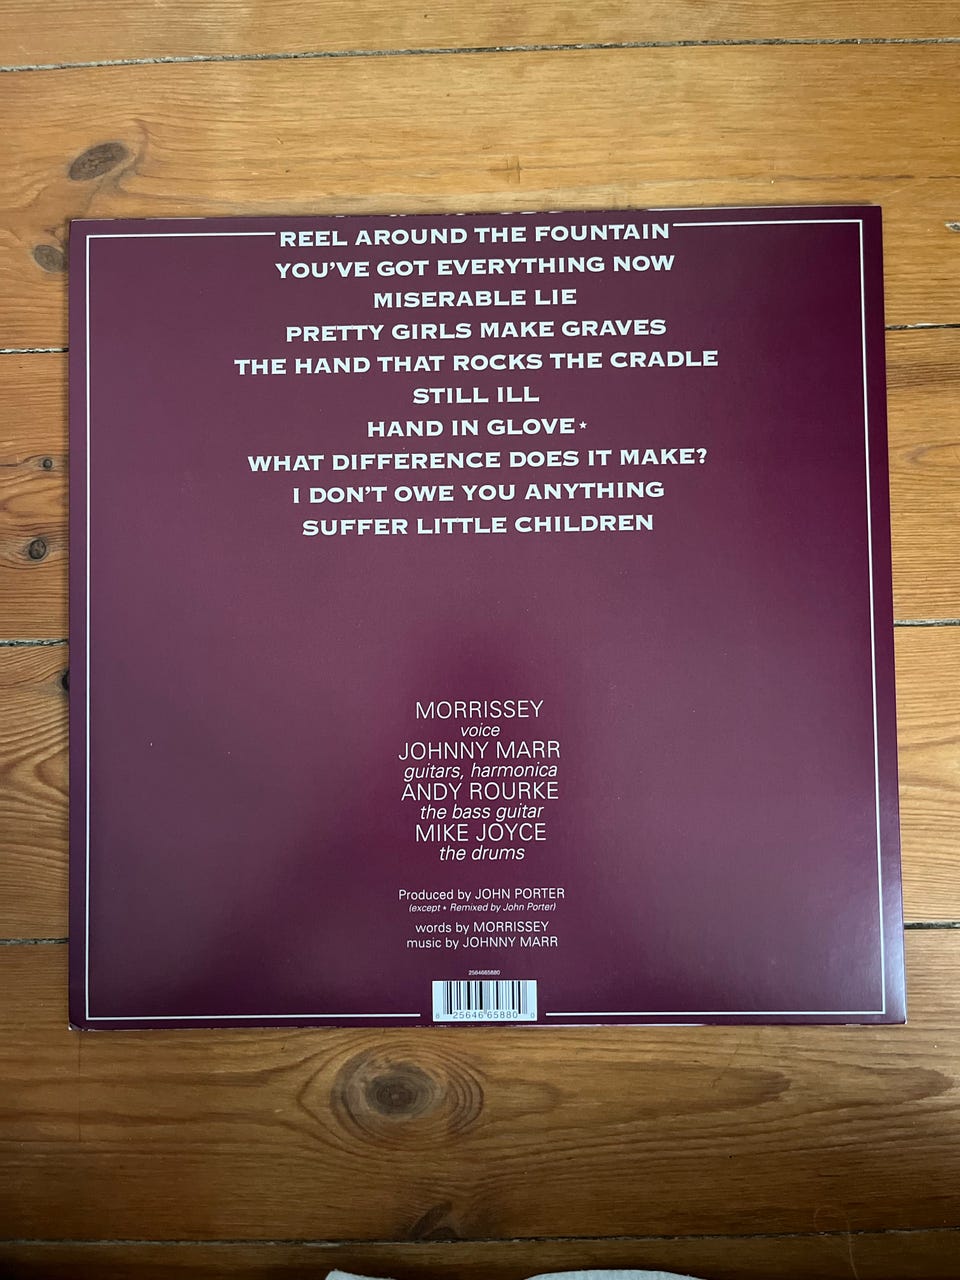 REEL AROUND THE FOUNTAIN
YOU'VE GOT EVERYTHING NOW
MISERABLE LIE
PRETTY GIRLS MAKE GRAVES
THE HAND THAT ROCKS THE CRADLE
STILL ILL
HAND IN GLOVE★
WHAT DIFFERENCE DOES IT MAKE?
I DON'T OWE YOU ANYTHING
SUFFER LITTLE CHILDREN
MORRISSEY
voice
JOHNNY MARR
guitars, harmonica
ANDY ROURKE
the bass guitar
MIKE JOYCE
the drums
Produced by JOHN PORTER
(except ★ Remixed by John Porter)
words by MORRISSEY
music by JOHNNY MARR
2564665880
8 25646 65880 0